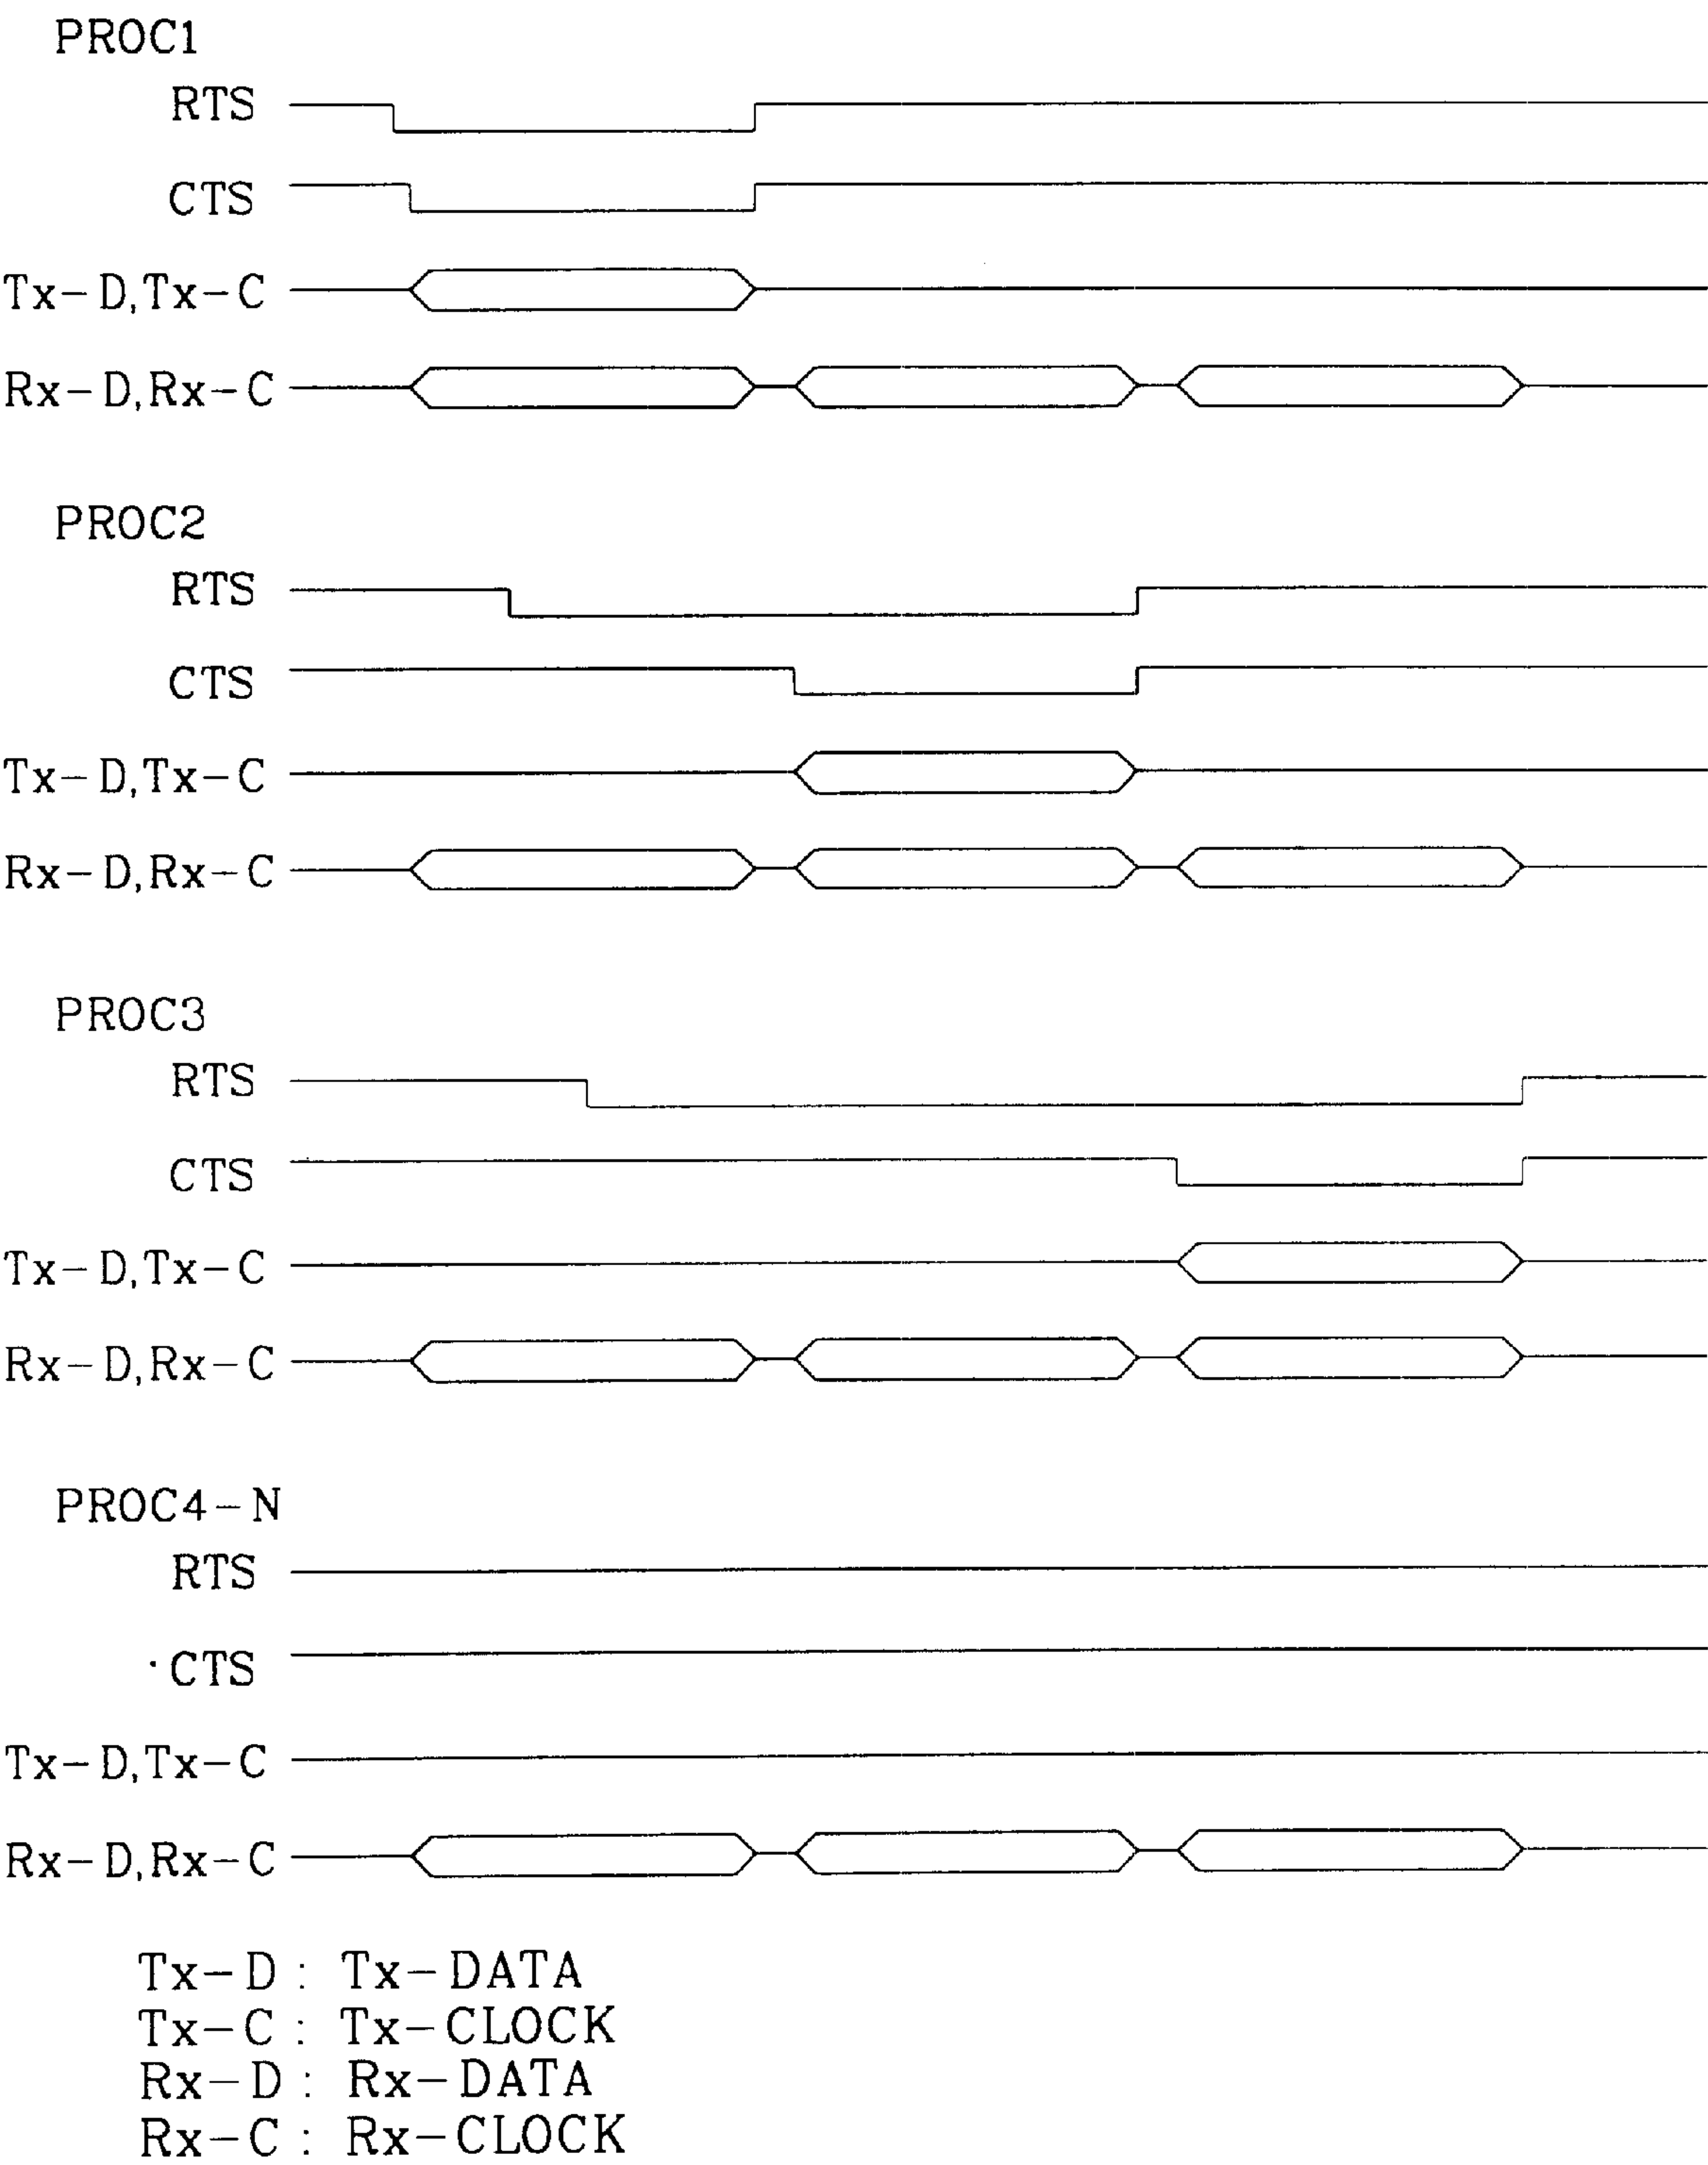 PROC1
RTS
CTS
Tx-D,Tx-C
Rx-D,Rx-C
PROC2
RTS
CTS
Tx-D,Tx-C
Rx-D,Rx-C
PROC3
RTS
CTS
Tx-D,Tx-C
Rx-D,Rx-C
PROC4-N
RTS
CTS
Tx-D,Tx-C
Rx-D,Rx-C
Tx-D : Tx-DATA
Tx-C : Tx-CLOCK
Rx-D : Rx-DATA
Rx-C : Rx-CLOCK